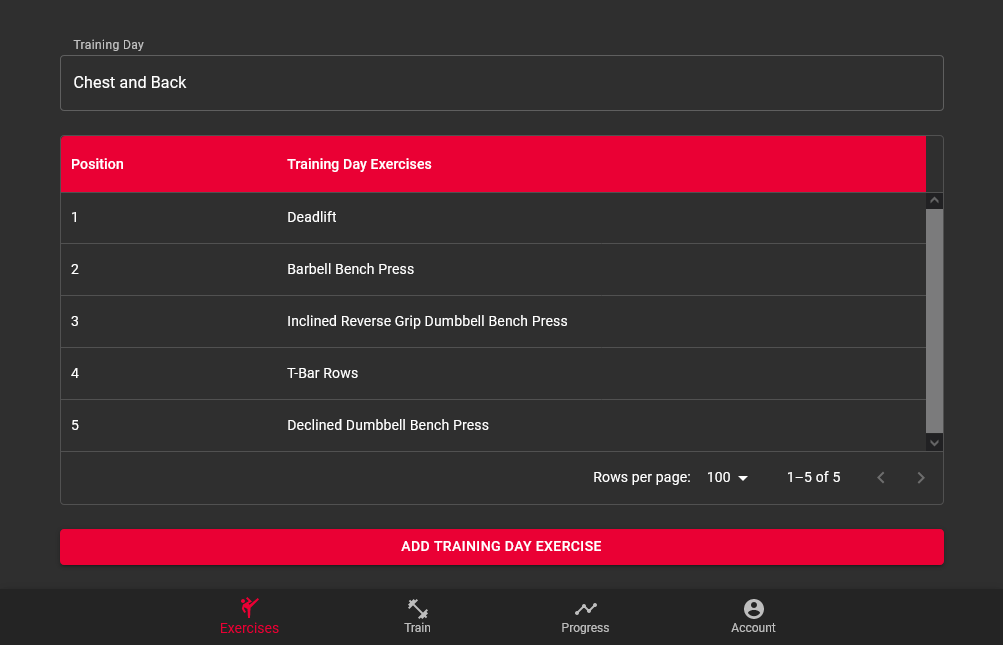 Training Day
Chest and Back
Position Training Day Exercises
1 Deadlift
2 Barbell Bench Press
3 Inclined Reverse Grip Dumbbell Bench Press
4 T-Bar Rows
5 Declined Dumbbell Bench Press
Rows per page: 100 1–5 of 5
ADD TRAINING DAY EXERCISE
Exercises Train Progress Account